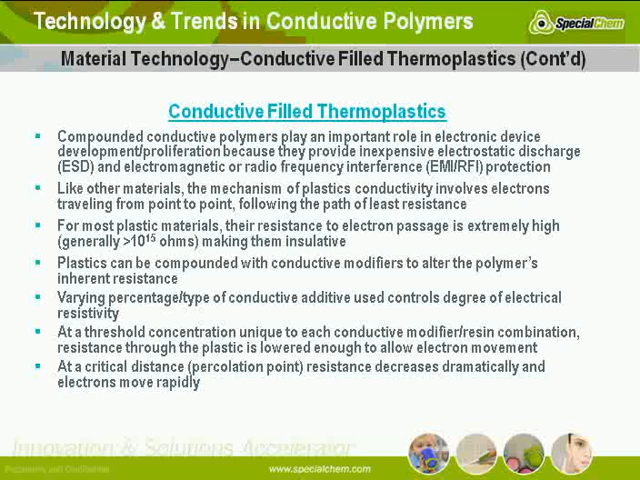 Technology & Trends in Conductive Polymers
SpecialChem
Material Technology–Conductive Filled Thermoplastics (Cont'd)
Conductive Filled Thermoplastics
▪ Compounded conductive polymers play an important role in electronic device
development/proliferation because they provide inexpensive electrostatic discharge
(ESD) and electromagnetic or radio frequency interference (EMI/RFI) protection
▪ Like other materials, the mechanism of plastics conductivity involves electrons
traveling from point to point, following the path of least resistance
▪ For most plastic materials, their resistance to electron passage is extremely high
(generally >10¹⁵ ohms) making them insulative
▪ Plastics can be compounded with conductive modifiers to alter the polymer's
inherent resistance
▪ Varying percentage/type of conductive additive used controls degree of electrical
resistivity
▪ At a threshold concentration unique to each conductive modifier/resin combination,
resistance through the plastic is lowered enough to allow electron movement
▪ At a critical distance (percolation point) resistance decreases dramatically and
electrons move rapidly
Innovation & Solutions Accelerator
Proprietary and Confidential
www.specialchem.com